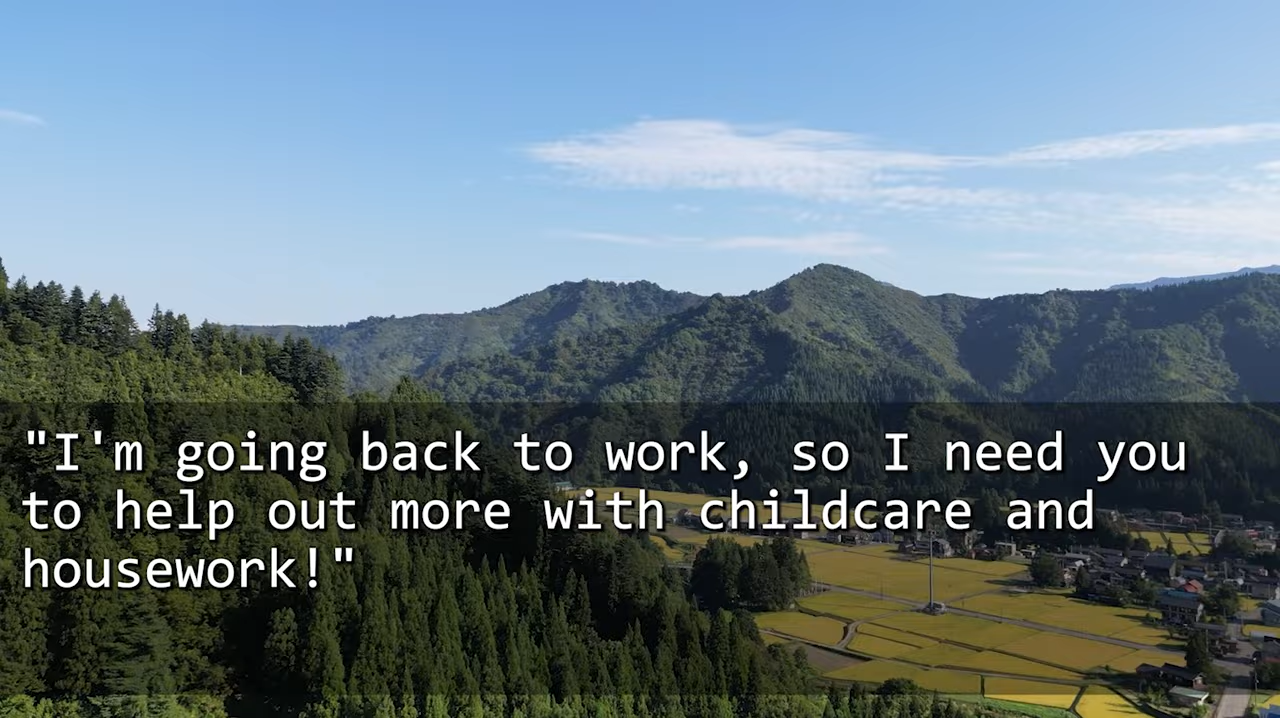 "I'm going back to work, so I need you
to help out more with childcare and
housework!"